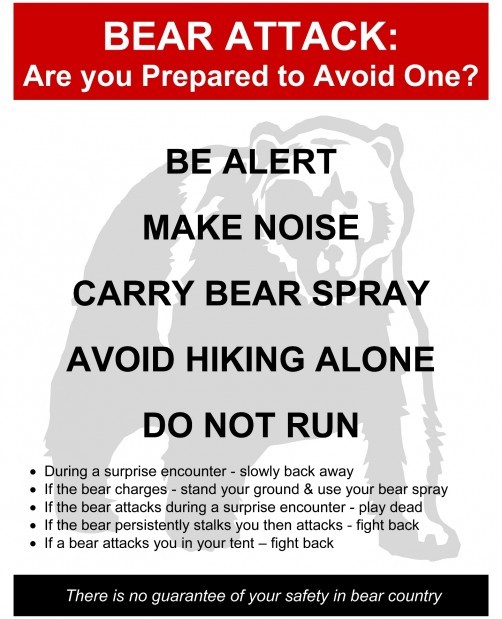 BEAR ATTACK:
Are you Prepared to Avoid One?
BE ALERT
MAKE NOISE
CARRY BEAR SPRAY
AVOID HIKING ALONE
DO NOT RUN
• During a surprise encounter - slowly back away
• If the bear charges - stand your ground & use your bear spray
• If the bear attacks during a surprise encounter - play dead
• If the bear persistently stalks you then attacks - fight back
• If a bear attacks you in your tent – fight back
There is no guarantee of your safety in bear country